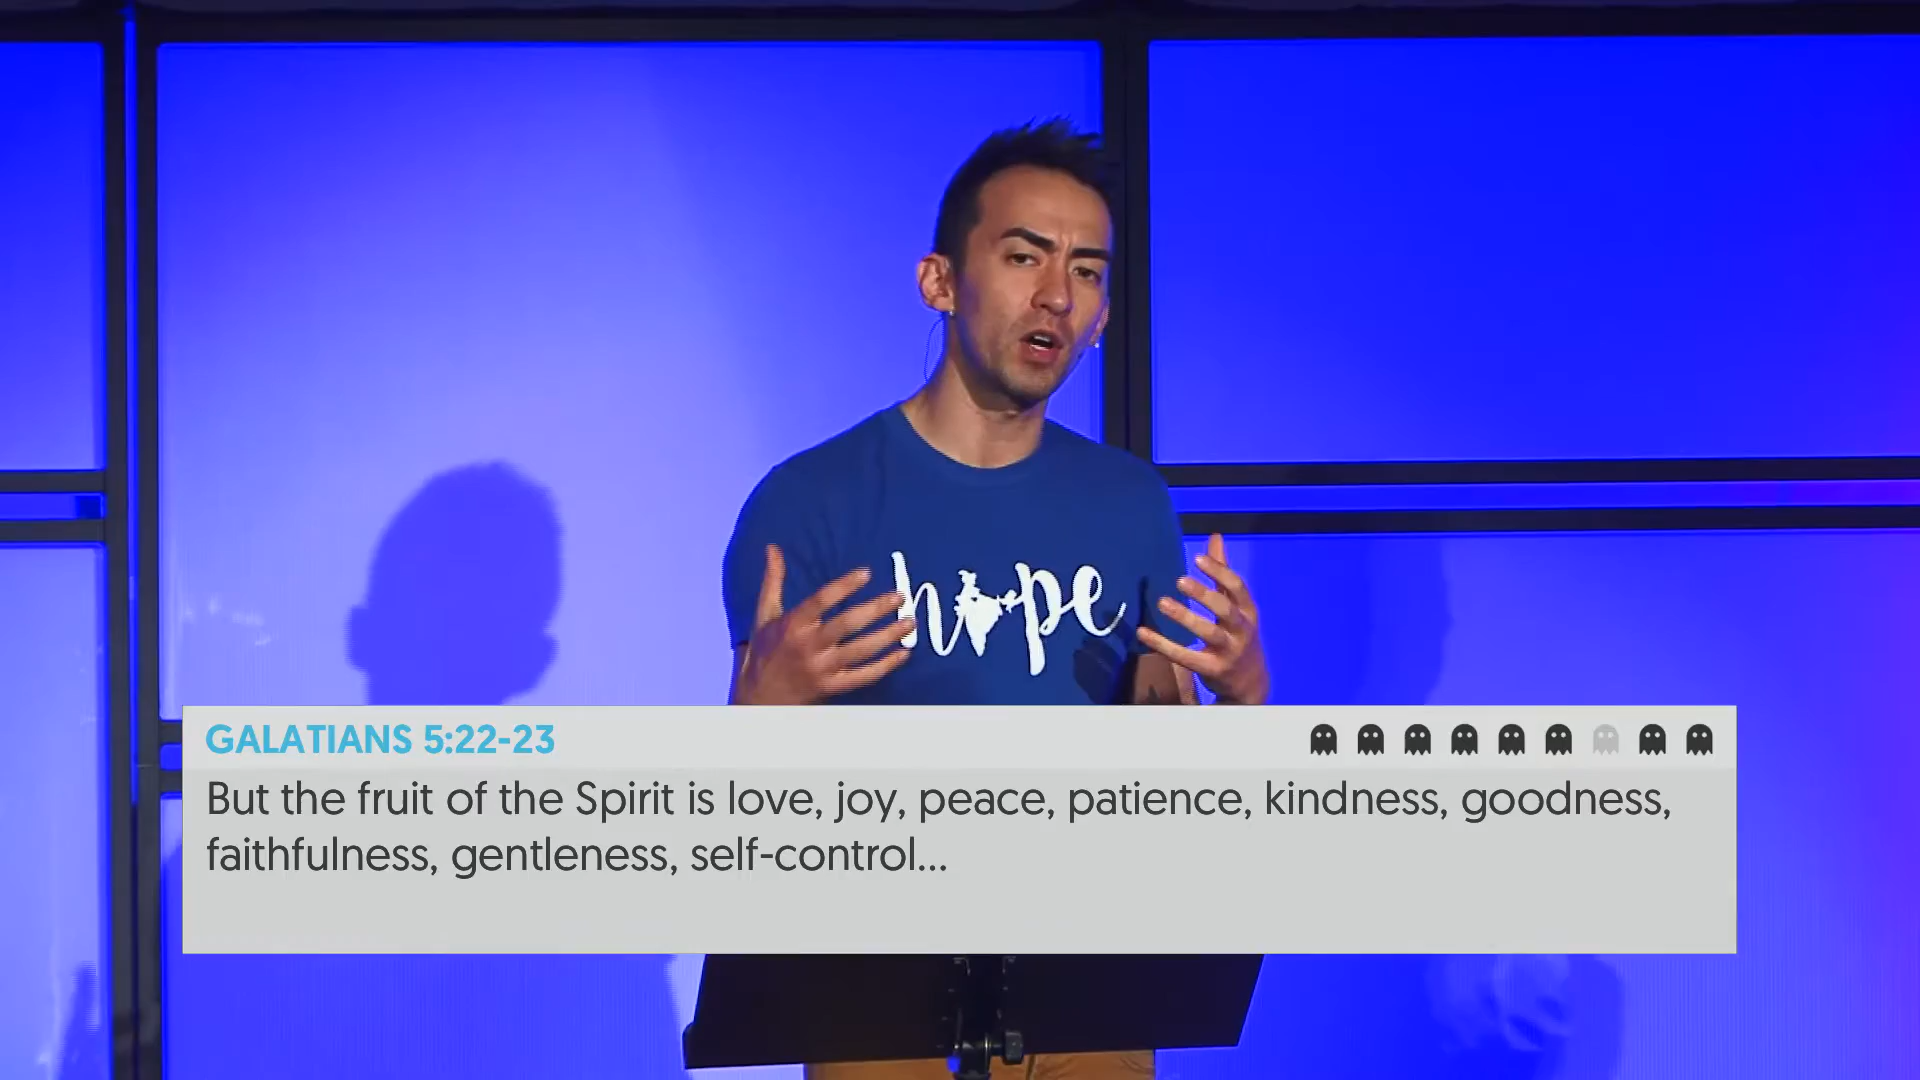 hope
GALATIANS 5:22-23
But the fruit of the Spirit is love, joy, peace, patience, kindness, goodness,
faithfulness, gentleness, self-control...